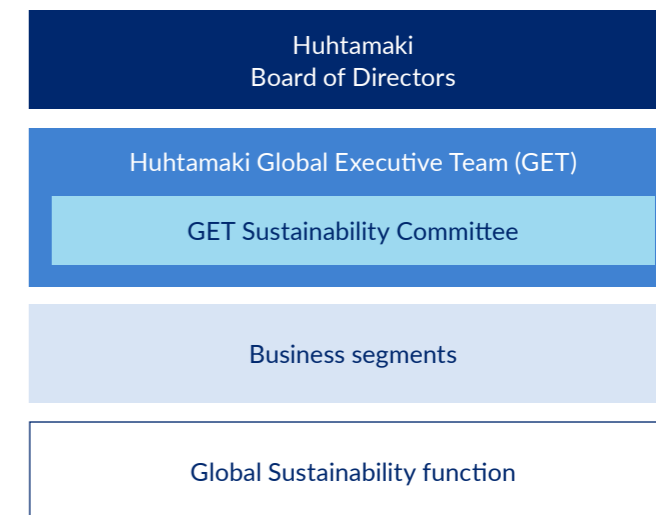 Huhtamaki
Board of Directors
Huhtamaki Global Executive Team (GET)
GET Sustainability Committee
Business segments
Global Sustainability function